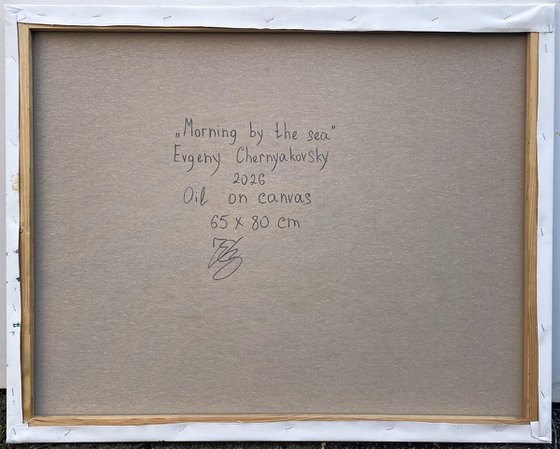 „Morning by the sea"
Evgeny Chernyakovsky
2026
Oil on canvas
65 x 80 cm